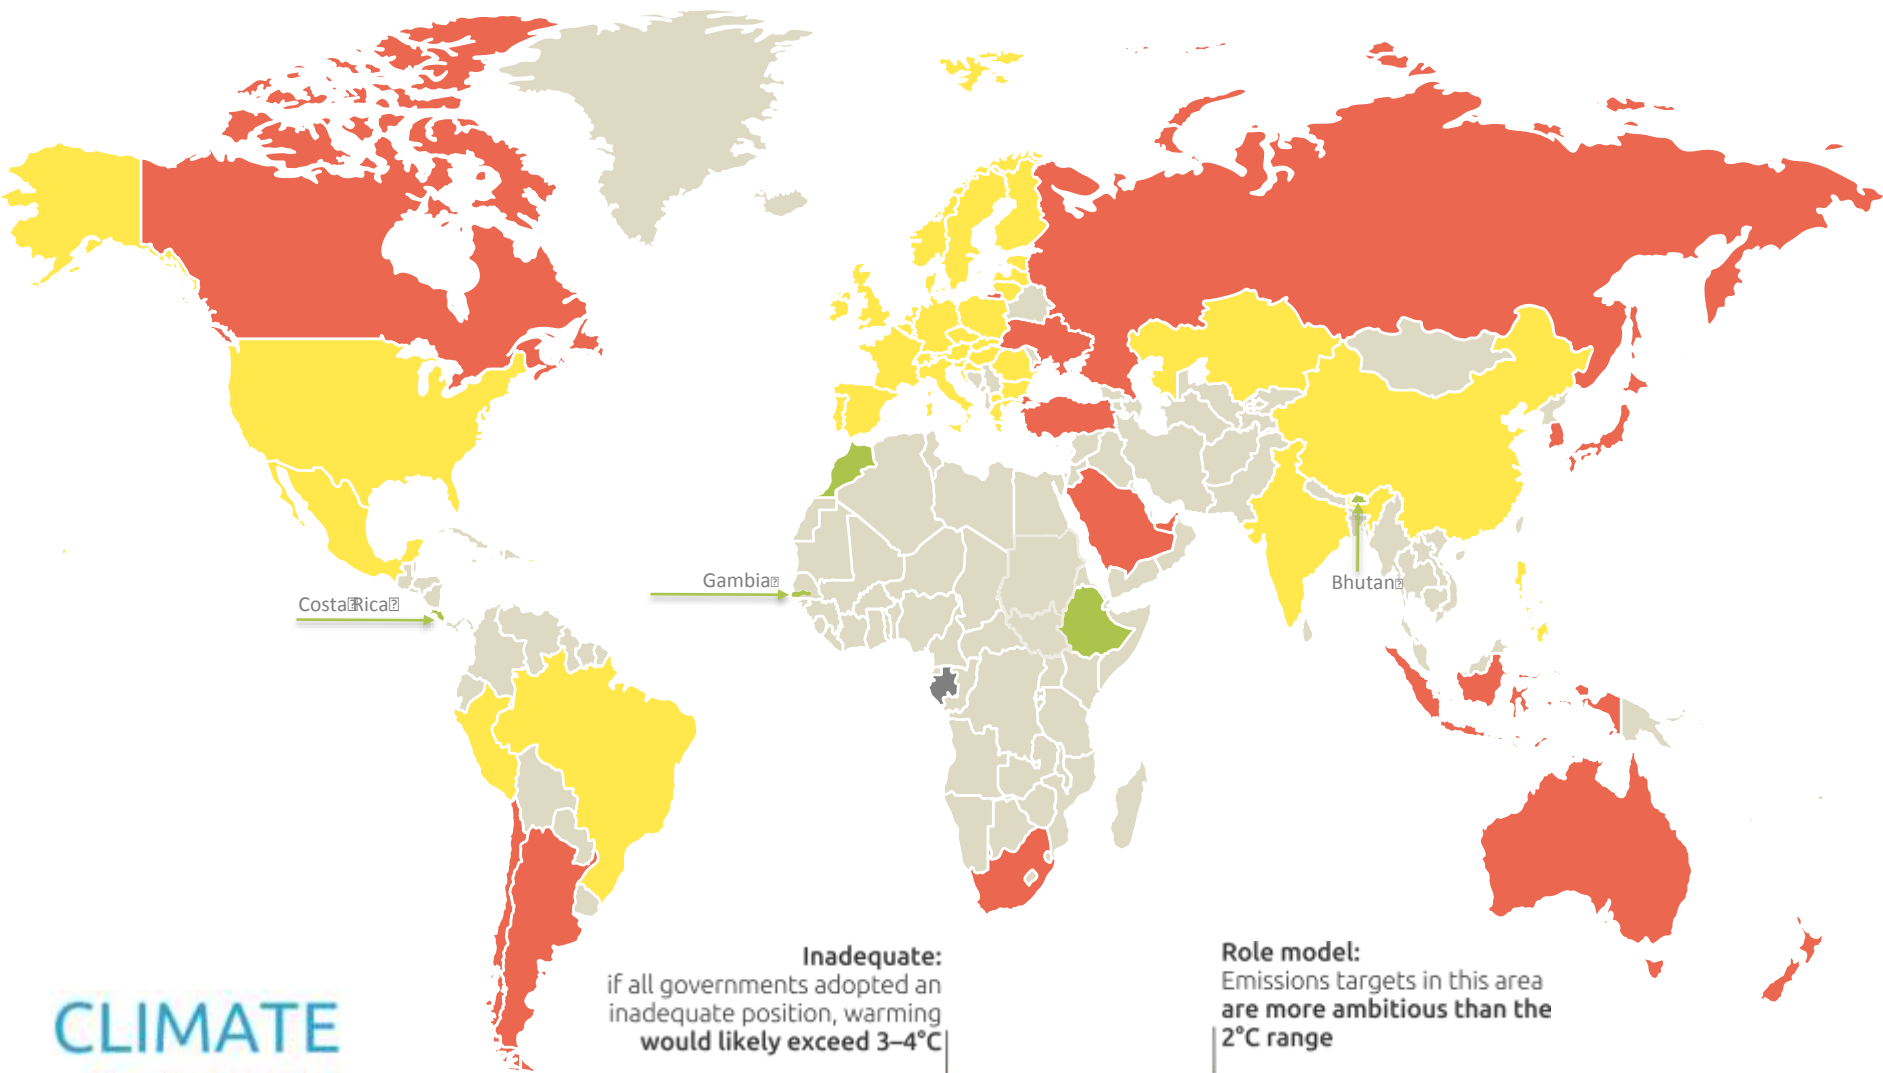 Gambia
Bhutan
Costa Rica
Inadequate:
if all governments adopted an
inadequate position, warming
would likely exceed 3–4°C
Role model:
Emissions targets in this area
are more ambitious than the
2°C range
CLIMATE